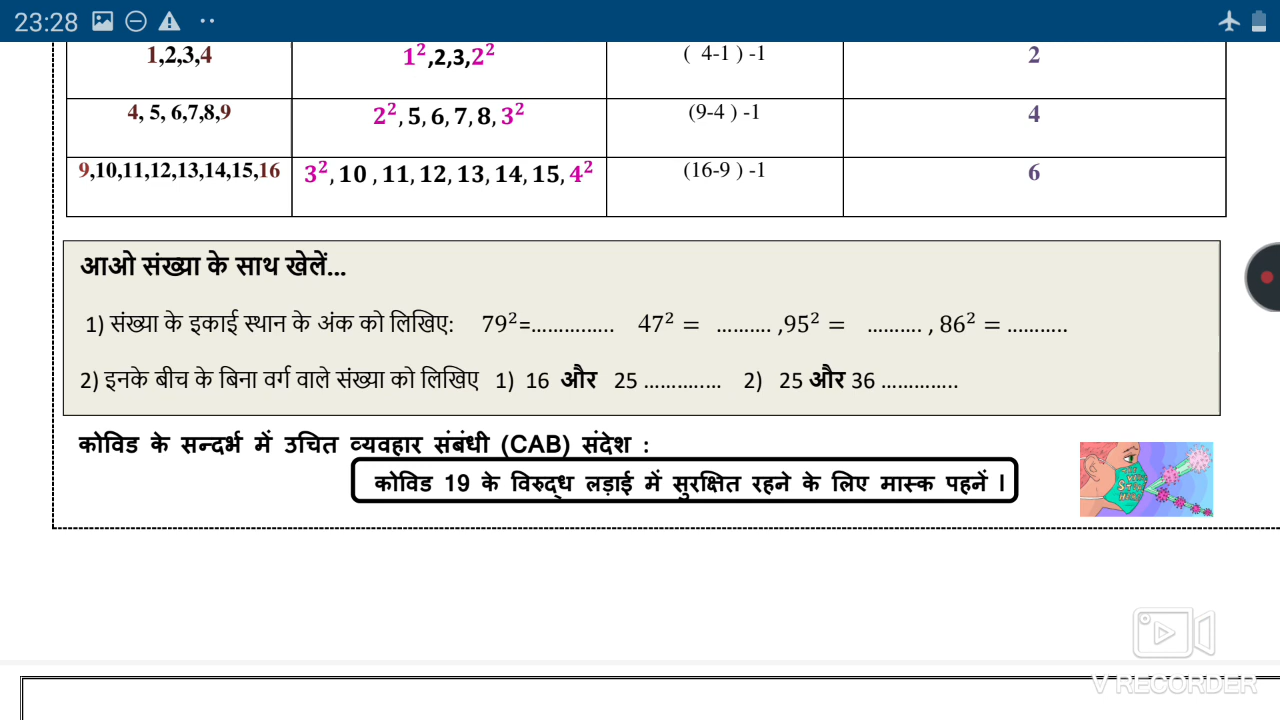 23:28
1,2,3,4 1²,2,3,2² ( 4-1 ) -1 2
4, 5, 6,7,8,9 2², 5, 6, 7, 8, 3² (9-4 ) -1 4
9,10,11,12,13,14,15,16 3², 10 , 11, 12, 13, 14, 15, 4² (16-9 ) -1 6
आओ संख्या के साथ खेलें...
1) संख्या के इकाई स्थान के अंक को लिखिए: 79²=.............. 47² = .......... ,95² = .......... , 86² = ...........
2) इनके बीच के बिना वर्ग वाले संख्या को लिखिए 1) 16 और 25 .............. 2) 25 और 36 ..............
कोविड के सन्दर्भ में उचित व्यवहार संबंधी (CAB) संदेश :
कोविड 19 के विरुद्ध लड़ाई में सुरक्षित रहने के लिए मास्क पहनें ।
V RECORDER